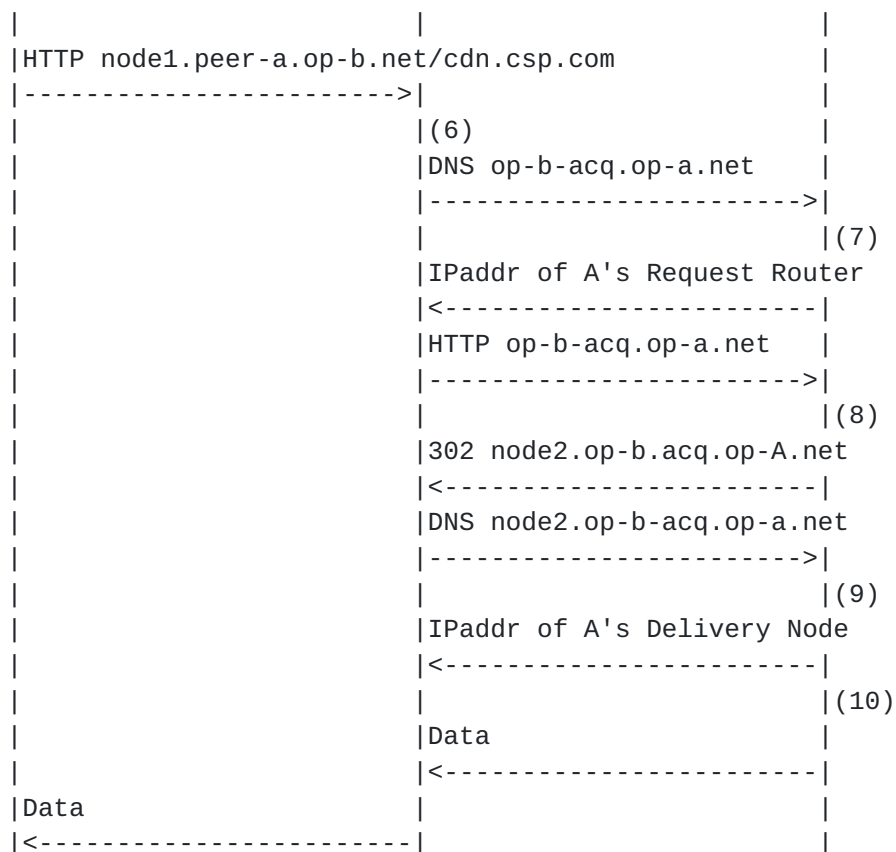 |                         |                         |
|HTTP node1.peer-a.op-b.net/cdn.csp.com             |
|------------------------>|                         |
|                         |(6)                      |
|                         |DNS op-b-acq.op-a.net    |
|                         |------------------------>|
|                         |                         |(7)
|                         |IPaddr of A's Request Router
|                         |<------------------------|
|                         |HTTP op-b-acq.op-a.net   |
|                         |------------------------>|
|                         |                         |(8)
|                         |302 node2.op-b.acq.op-A.net
|                         |<------------------------|
|                         |DNS node2.op-b-acq.op-a.net
|                         |------------------------>|
|                         |                         |(9)
|                         |IPaddr of A's Delivery Node
|                         |<------------------------|
|                         |                         |(10)
|                         |Data                     |
|                         |<------------------------|
|Data                     |                         |
|<------------------------|                         |